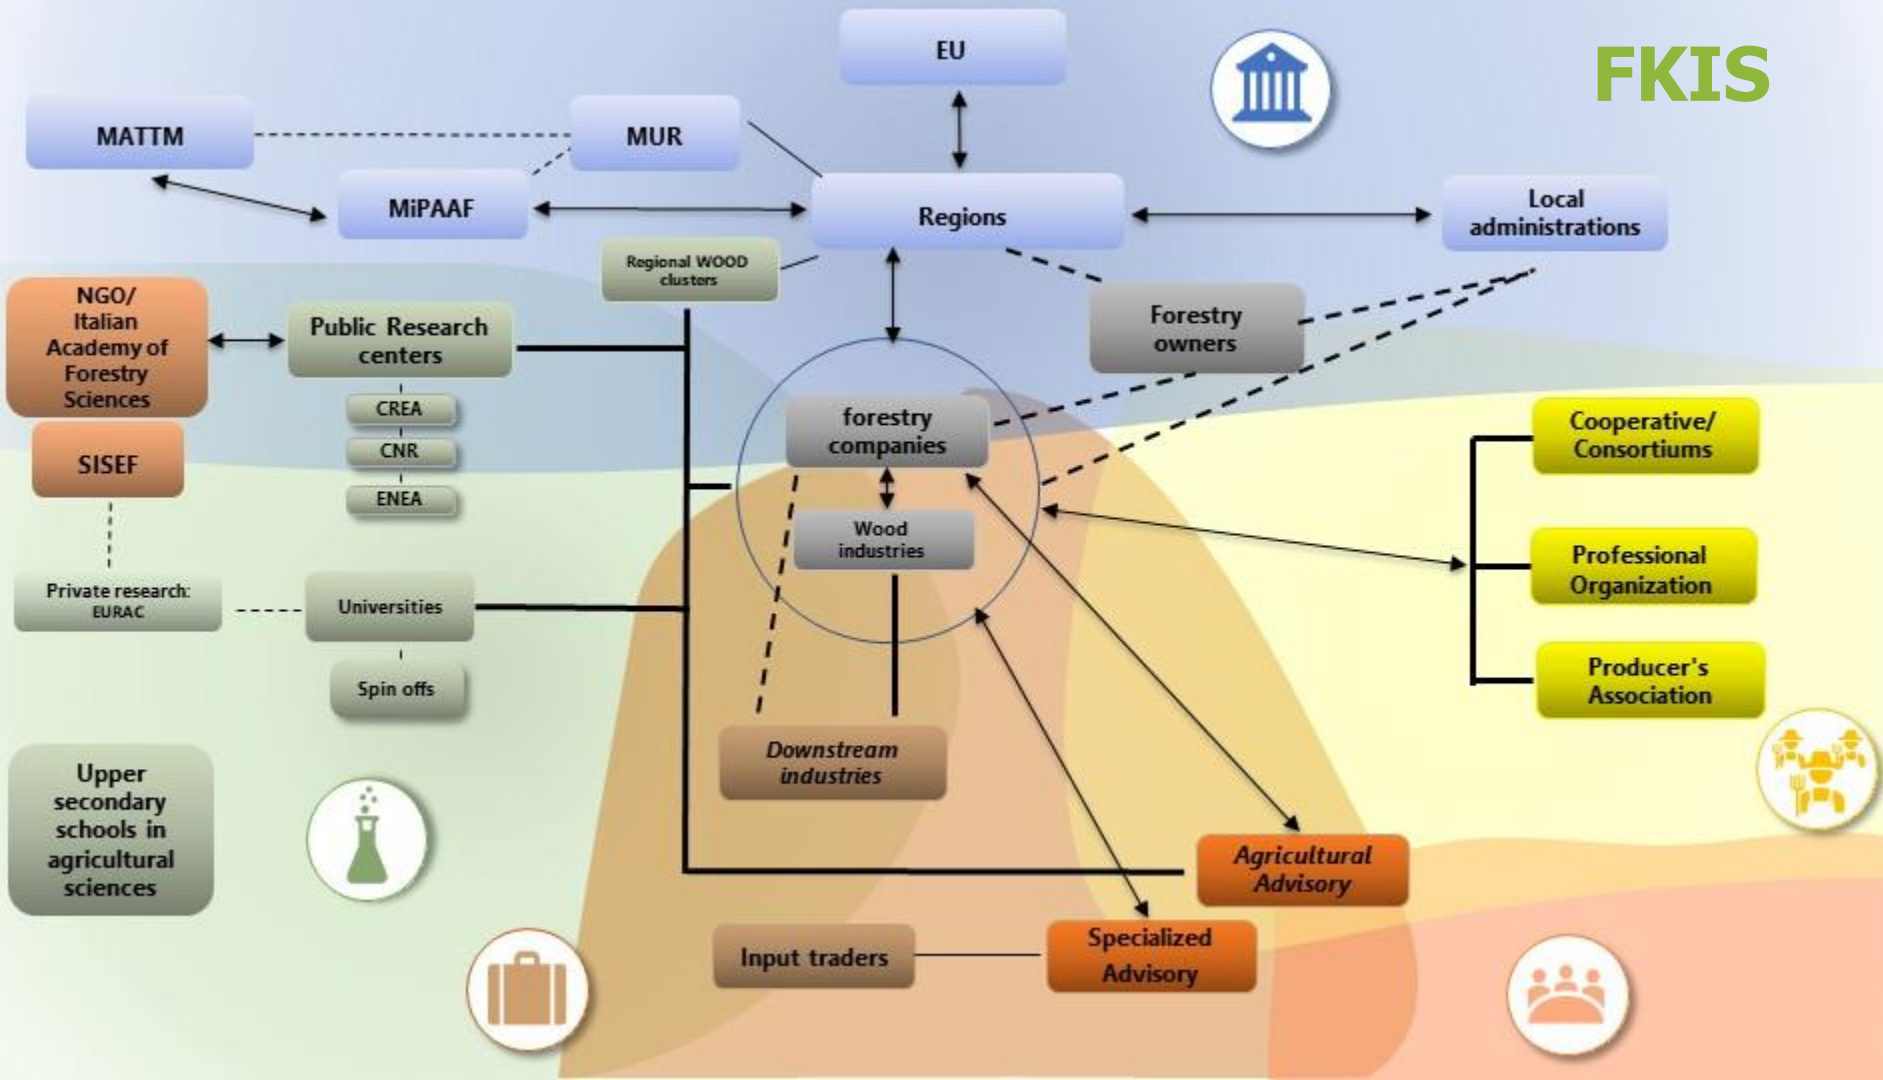 EU
FKIS
MATTM
MUR
MiPAAF
Regions
Local
administrations
Regional WOOD
clusters
NGO/
Italian
Academy of
Forestry
Sciences
Public Research
centers
Forestry
owners
CREA
CNR
ENEA
SISEF
forestry
companies
Wood
industries
Cooperative/
Consortiums
Professional
Organization
Producer's
Association
Private research:
EURAC
Universities
Spin offs
Downstream
industries
Upper
secondary
schools in
agricultural
sciences
Agricultural
Advisory
Input traders
Specialized
Advisory